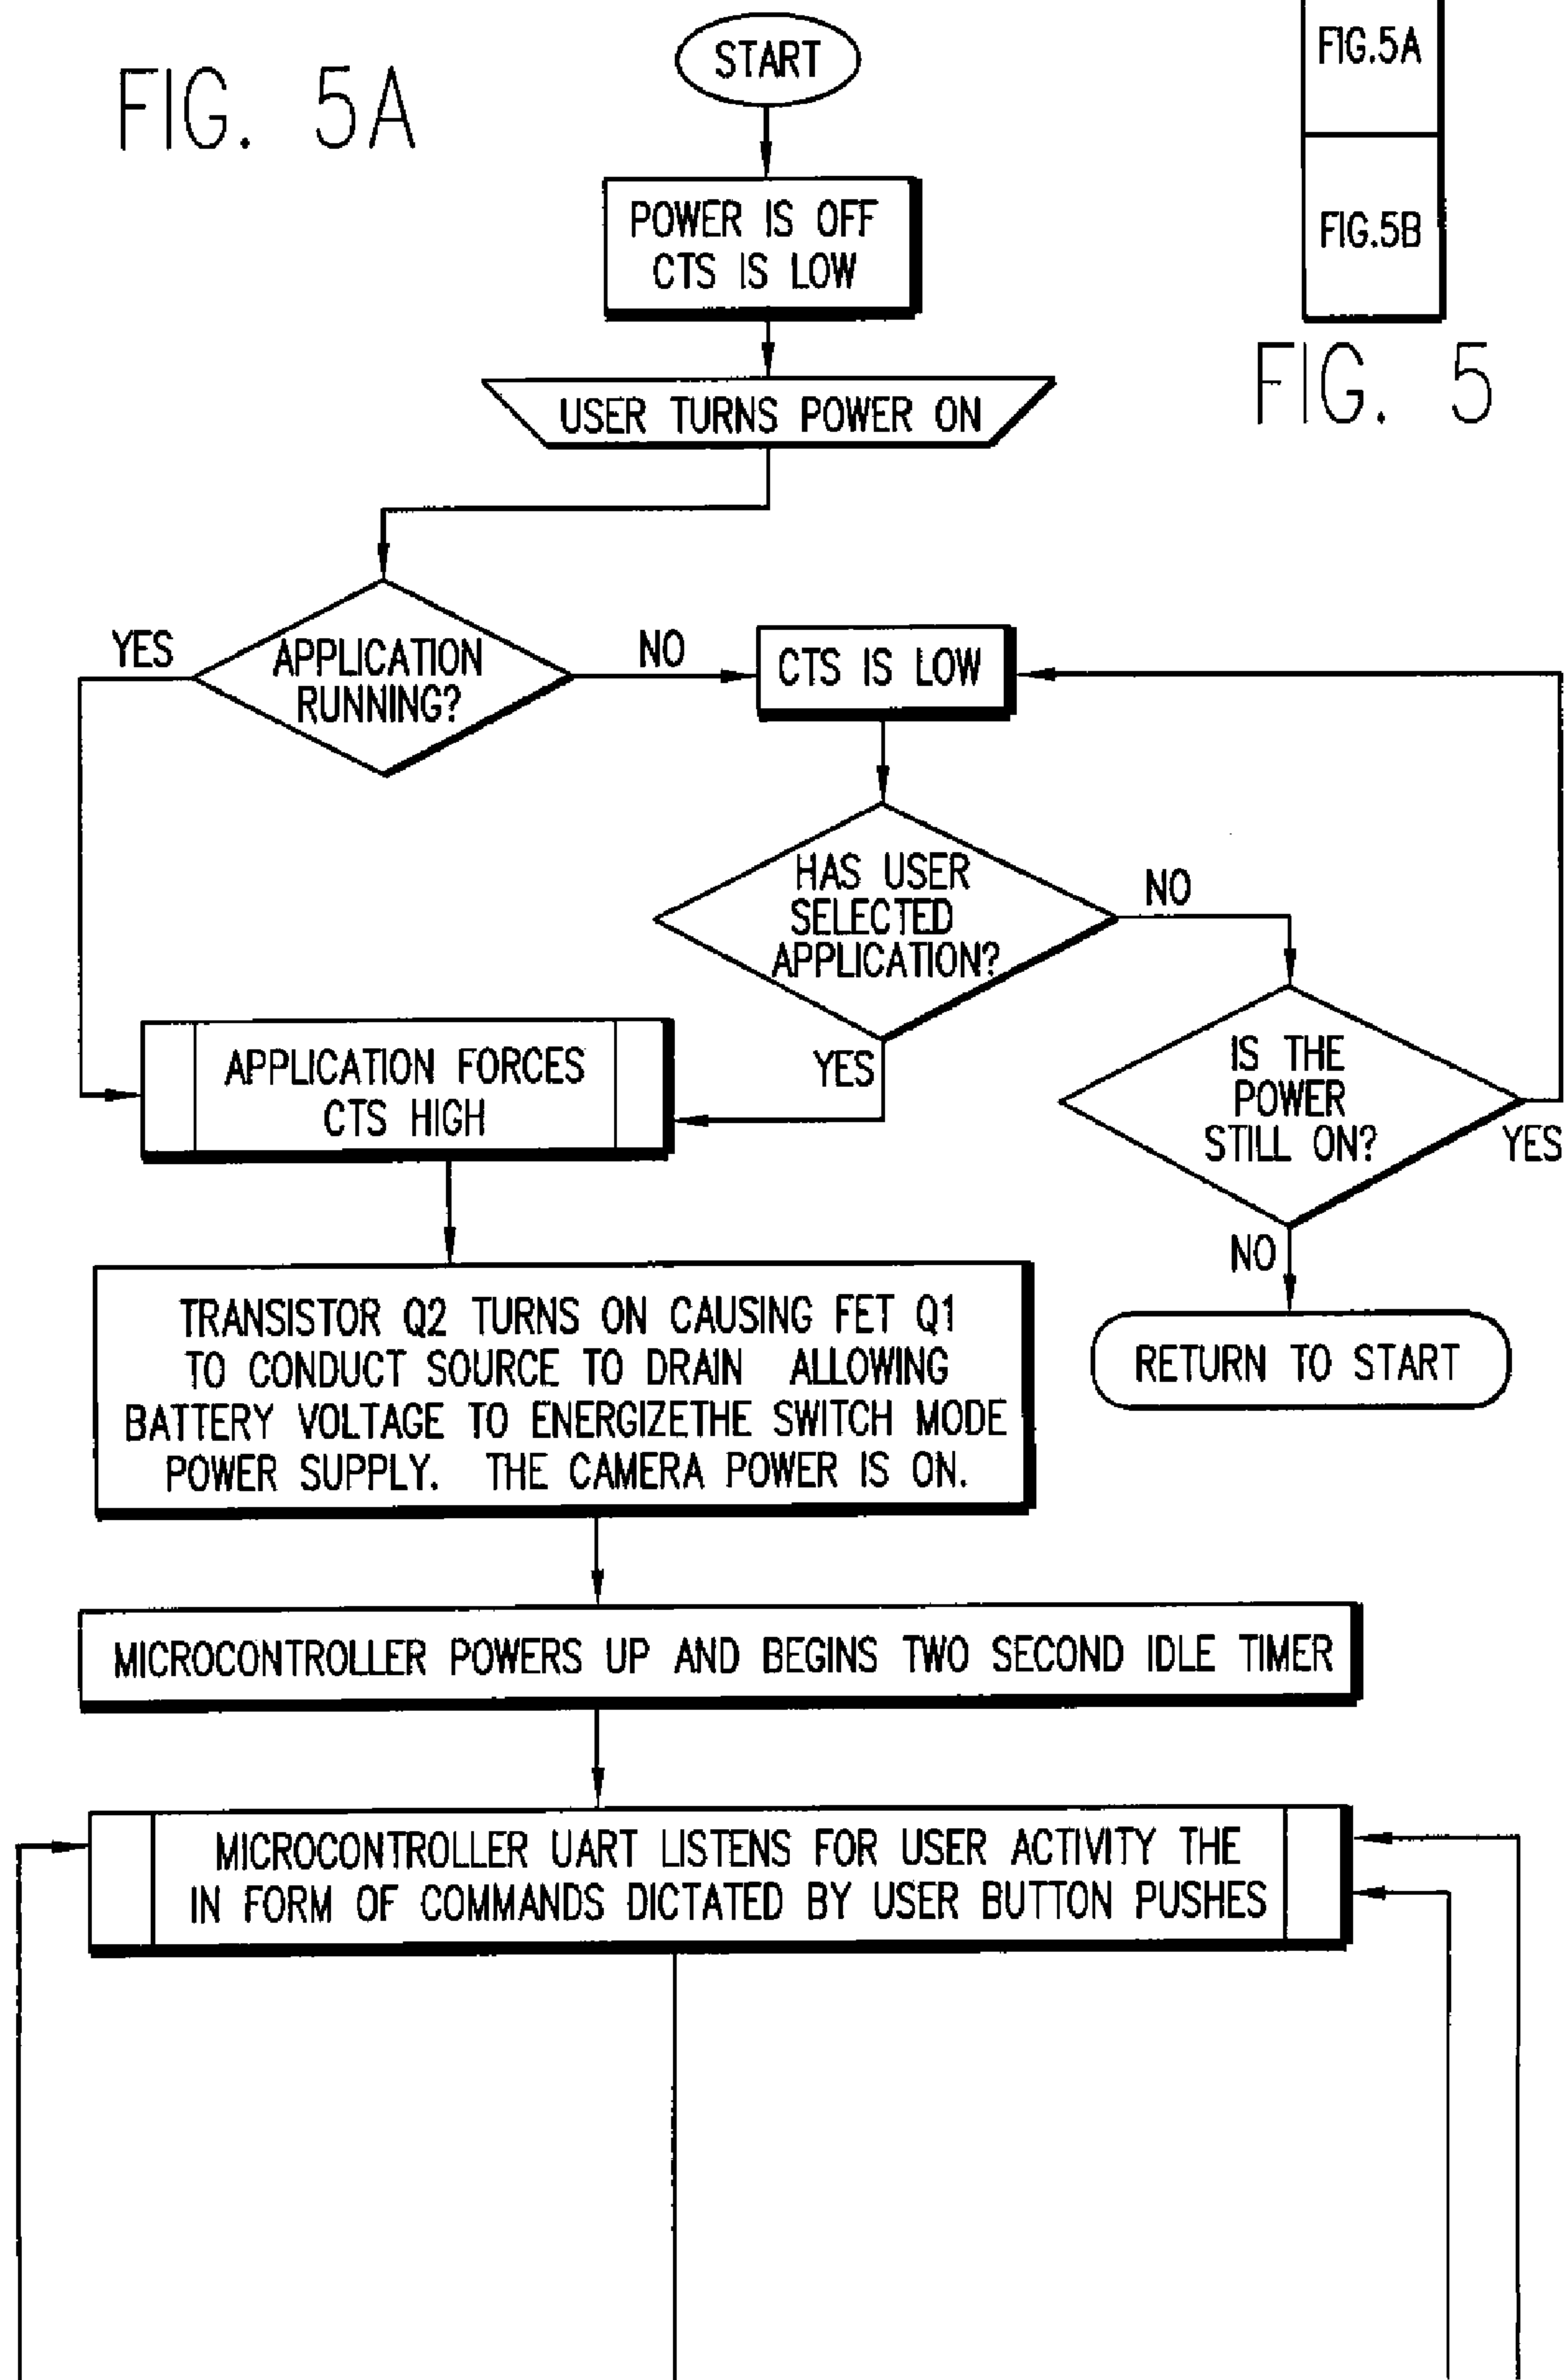 FIG. 5A
START
FIG.5A
FIG.5B
FIG. 5
POWER IS OFF
CTS IS LOW
USER TURNS POWER ON
APPLICATION
RUNNING?
YES
NO
CTS IS LOW
HAS USER
SELECTED
APPLICATION?
NO
YES
IS THE
POWER
STILL ON?
YES
NO
RETURN TO START
APPLICATION FORCES
CTS HIGH
TRANSISTOR Q2 TURNS ON CAUSING FET Q1
TO CONDUCT SOURCE TO DRAIN ALLOWING
BATTERY VOLTAGE TO ENERGIZETHE SWITCH MODE
POWER SUPPLY. THE CAMERA POWER IS ON.
MICROCONTROLLER POWERS UP AND BEGINS TWO SECOND IDLE TIMER
MICROCONTROLLER UART LISTENS FOR USER ACTIVITY THE
IN FORM OF COMMANDS DICTATED BY USER BUTTON PUSHES